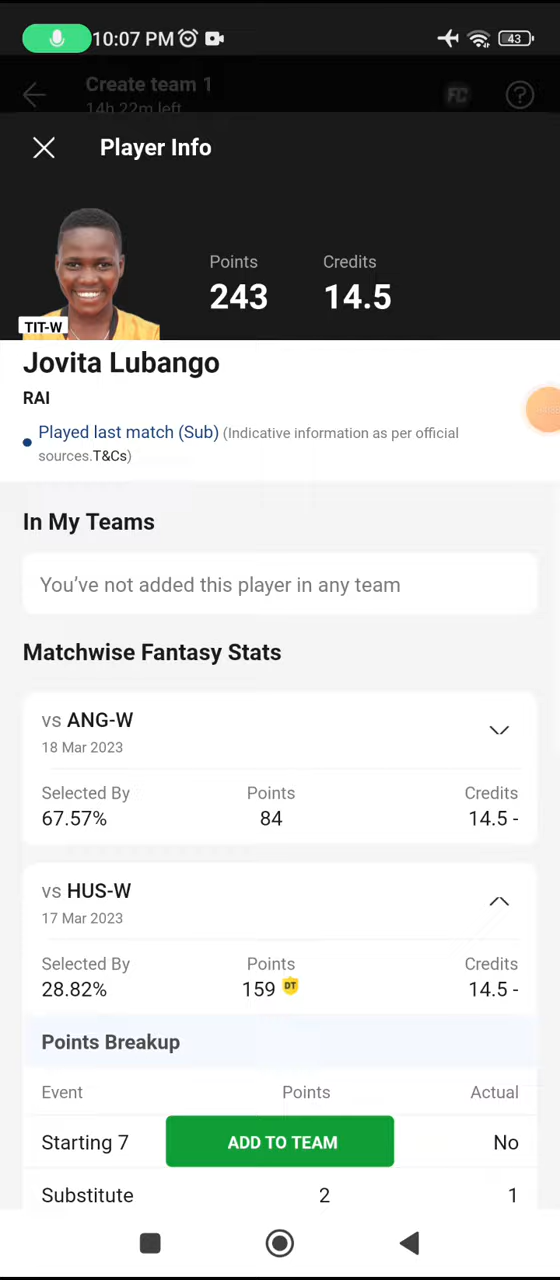 10:07 PM
43
Create team 1
14h 22m left
FC
?
Player Info
Points
Credits
243
14.5
TIT-W
Jovita Lubango
RAI
Played last match (Sub) (Indicative information as per official
sources.T&Cs)
In My Teams
You've not added this player in any team
Matchwise Fantasy Stats
vs ANG-W
18 Mar 2023
Selected By
Points
Credits
67.57%
84
14.5 -
vs HUS-W
17 Mar 2023
Selected By
Points
Credits
28.82%
159 DT
14.5 -
Points Breakup
Event
Points
Actual
Starting 7
ADD TO TEAM
No
Substitute
2
1